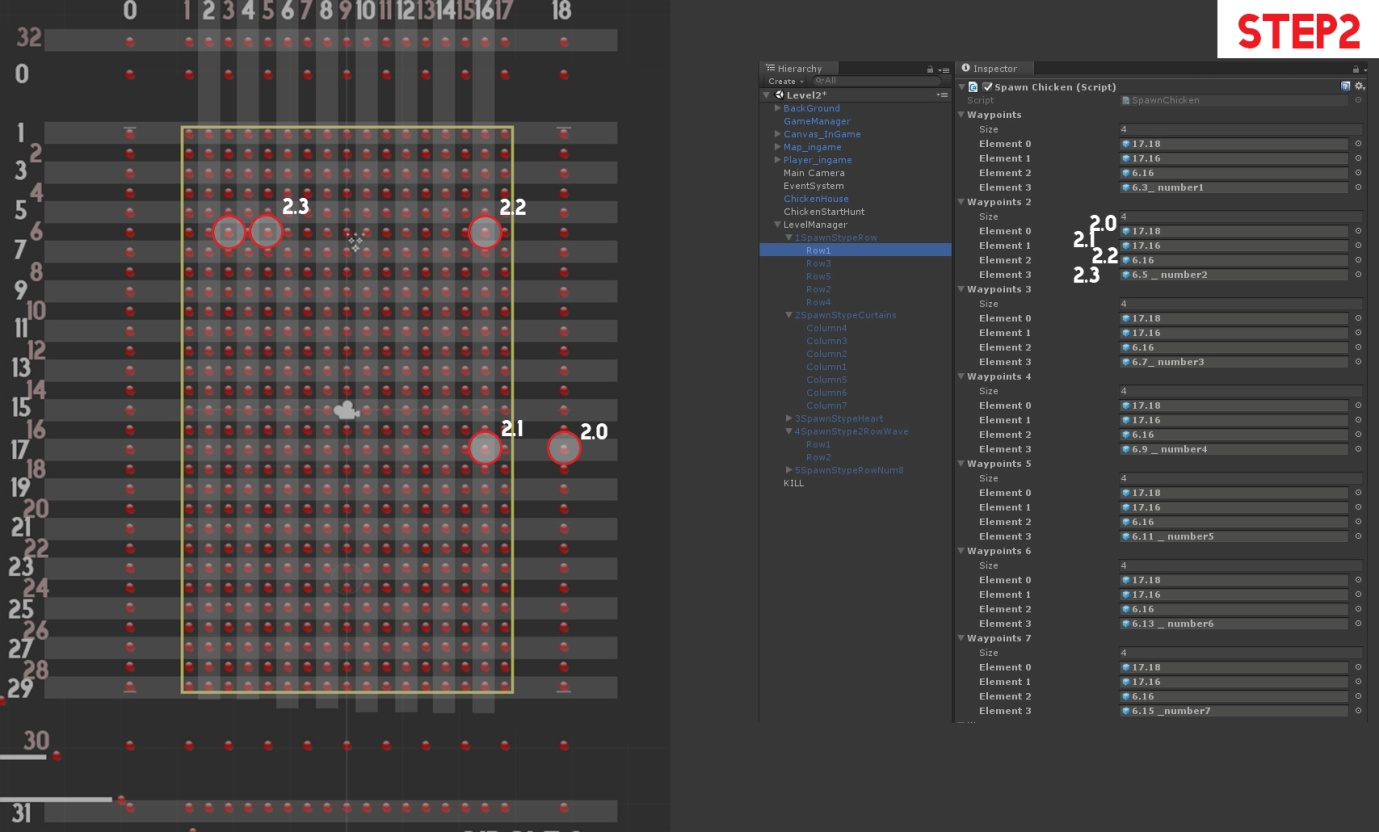 0 1 2 3 4 5 6 7 8 9 10 11 12 13 14 15 16 17 18
STEP2
32
0
1
2
3
4
5
6
7
8
9
10
11
12
13
14
15
16
17
18
19
20
21
22
23
24
25
26
27
28
29
30
31
2.3
2.2
2.1
2.0
Hierarchy
Create
All
Level2*
BackGround
GameManager
Canvas_InGame
Map_ingame
Player_ingame
Main Camera
EventSystem
ChickenHouse
ChickenStartHunt
LevelManager
1SpawnStypeRow
Row1
Row3
Row5
Row2
Row4
2SpawnStypeCurtains
Column4
Column3
Column2
Column1
Column5
Column6
Column7
3SpawnStypeHeart
4SpawnStype2RowWave
Row1
Row2
5SpawnStypeRowNum8
KILL
Inspector
Spawn Chicken (Script)
Script SpawnChicken
Waypoints
Size 4
Element 0 17.18
Element 1 17.16
Element 2 6.16
Element 3 6.3_ number1
Waypoints 2
Size 4
Element 0 2.0 17.18
Element 1 2.1 17.16
Element 2 2.2 6.16
Element 3 2.3 6.5 _ number2
Waypoints 3
Size 4
Element 0 17.18
Element 1 17.16
Element 2 6.16
Element 3 6.7_ number3
Waypoints 4
Size 4
Element 0 17.18
Element 1 17.16
Element 2 6.16
Element 3 6.9 _ number4
Waypoints 5
Size 4
Element 0 17.18
Element 1 17.16
Element 2 6.16
Element 3 6.11 _ number5
Waypoints 6
Size 4
Element 0 17.18
Element 1 17.16
Element 2 6.16
Element 3 6.13 _ number6
Waypoints 7
Size 4
Element 0 17.18
Element 1 17.16
Element 2 6.16
Element 3 6.15 _number7